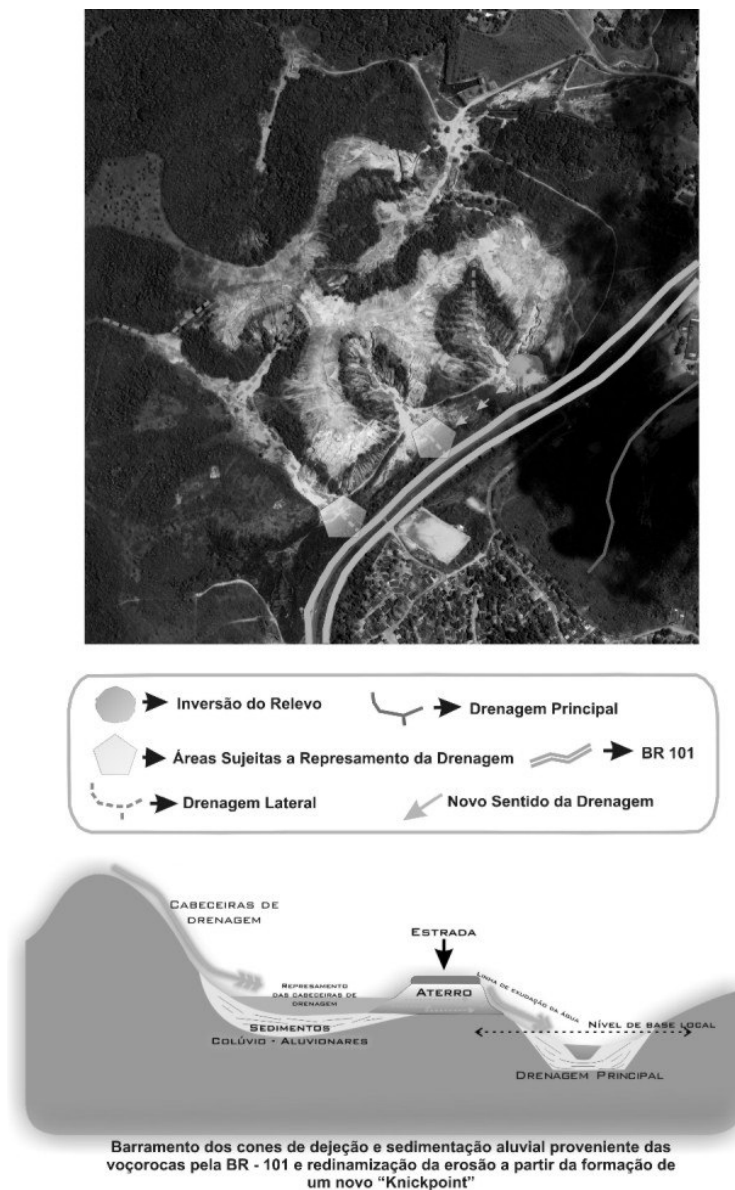 Inversão do Relevo
Drenagem Principal
Áreas Sujeitas a Represamento da Drenagem
BR 101
Drenagem Lateral
Novo Sentido da Drenagem
CABECEIRAS DE
DRENAGEM
ESTRADA
REPRESAMENTO
DAS CABECEIRAS DE
DRENAGEM
ATERRO
LINHA DE EXUDAÇÃO DA ÁGUA
SEDIMENTOS
COLÚVIO - ALUVIONARES
NÍVEL DE BASE LOCAL
DRENAGEM PRINCIPAL
Barramento dos cones de dejeção e sedimentação aluvial proveniente das
voçorocas pela BR - 101 e redinamização da erosão a partir da formação de
um novo “Knickpoint”